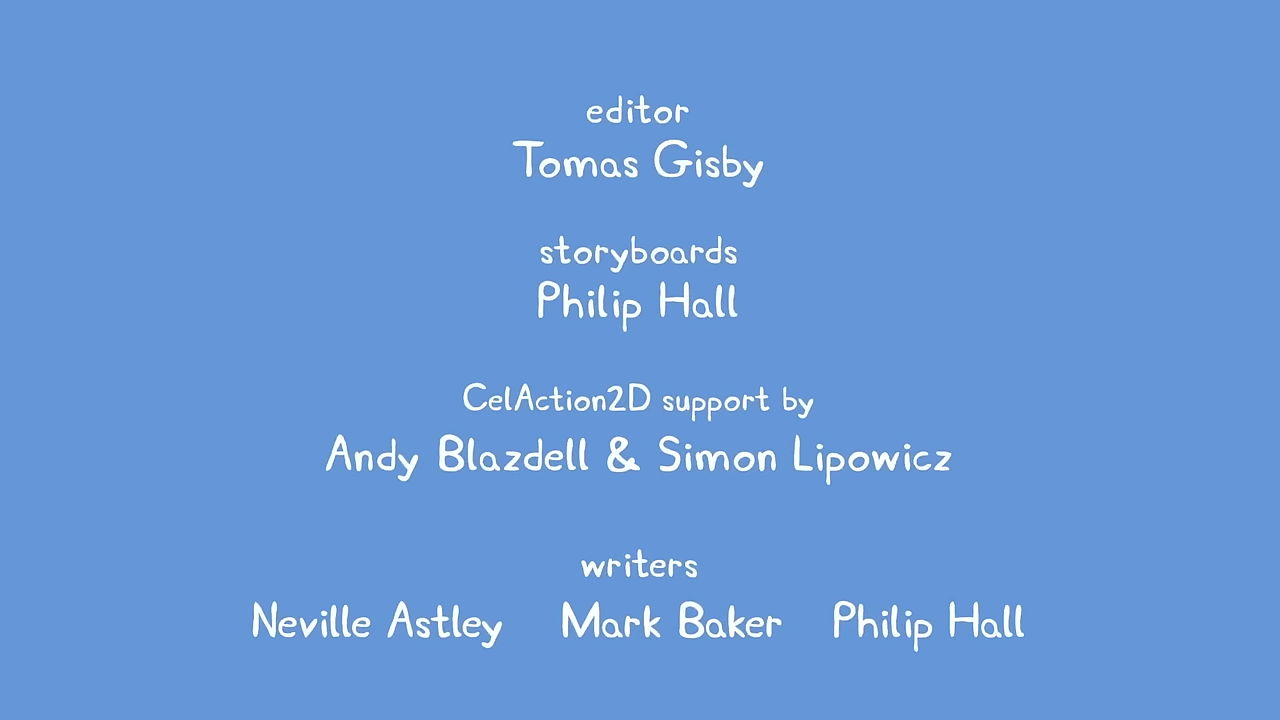 editor
Tomas Gisby
storyboards
Philip Hall
CelAction2D support by
Andy Blazdell & Simon Lipowicz
writers
Neville Astley Mark Baker Philip Hall